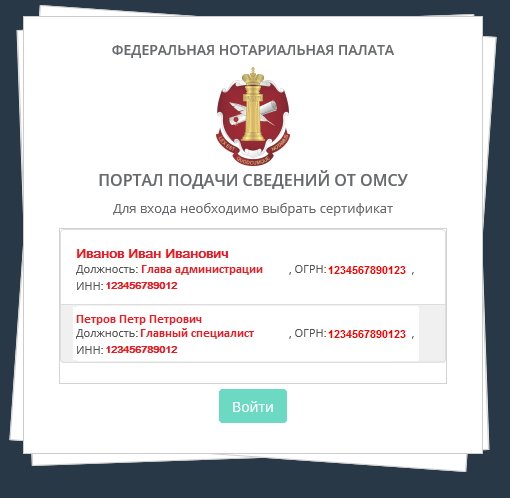 ФЕДЕРАЛЬНАЯ НОТАРИАЛЬНАЯ ПАЛАТА
ПОРТАЛ ПОДАЧИ СВЕДЕНИЙ ОТ ОМСУ
Для входа необходимо выбрать сертификат
Иванов Иван Иванович
Должность: Глава администрации , ОГРН: 1234567890123 ,
ИНН: 123456789012
Петров Петр Петрович
Должность: Главный специалист , ОГРН: 1234567890123 ,
ИНН: 123456789012
Войти